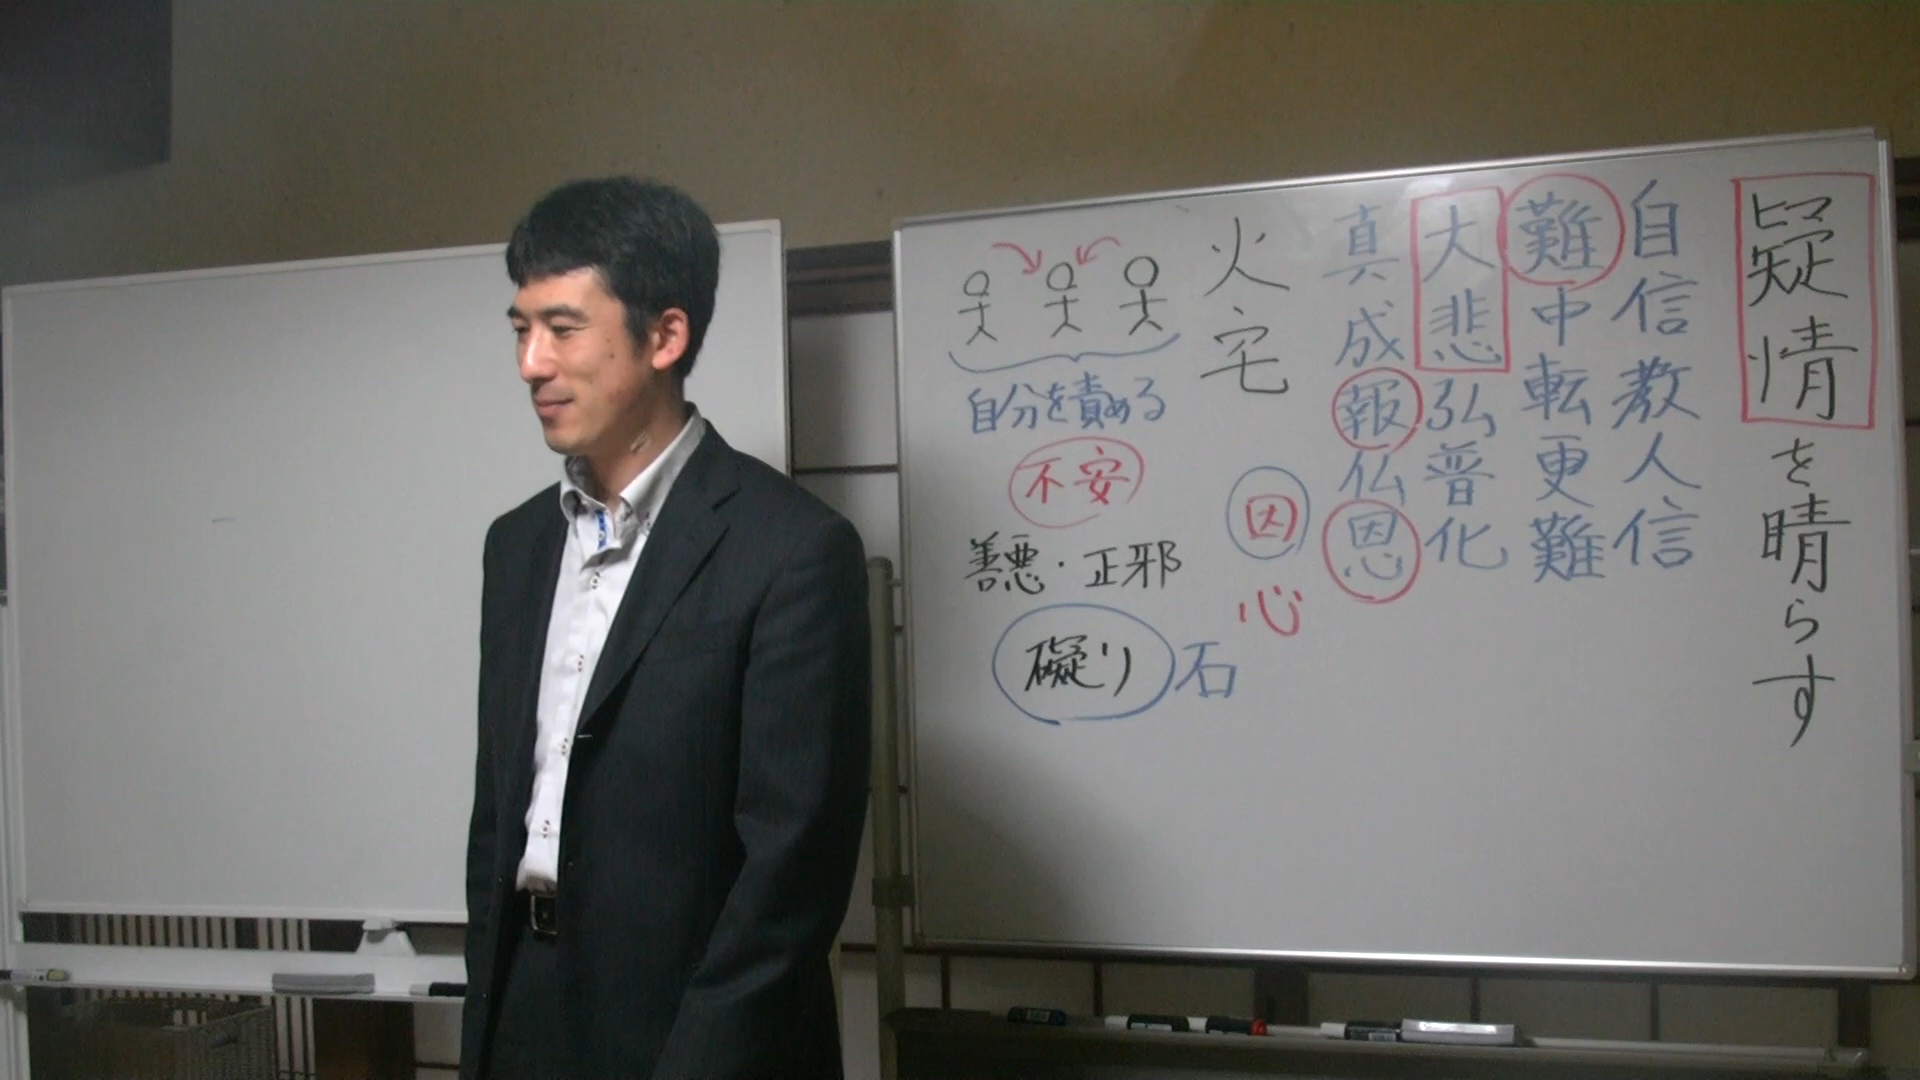 疑情を晴らす
自信教人信
難中転更難
大悲弘普化
真成報仏恩
火宅
因
心
自分を責める
不安
善悪・正邪
礙り
石